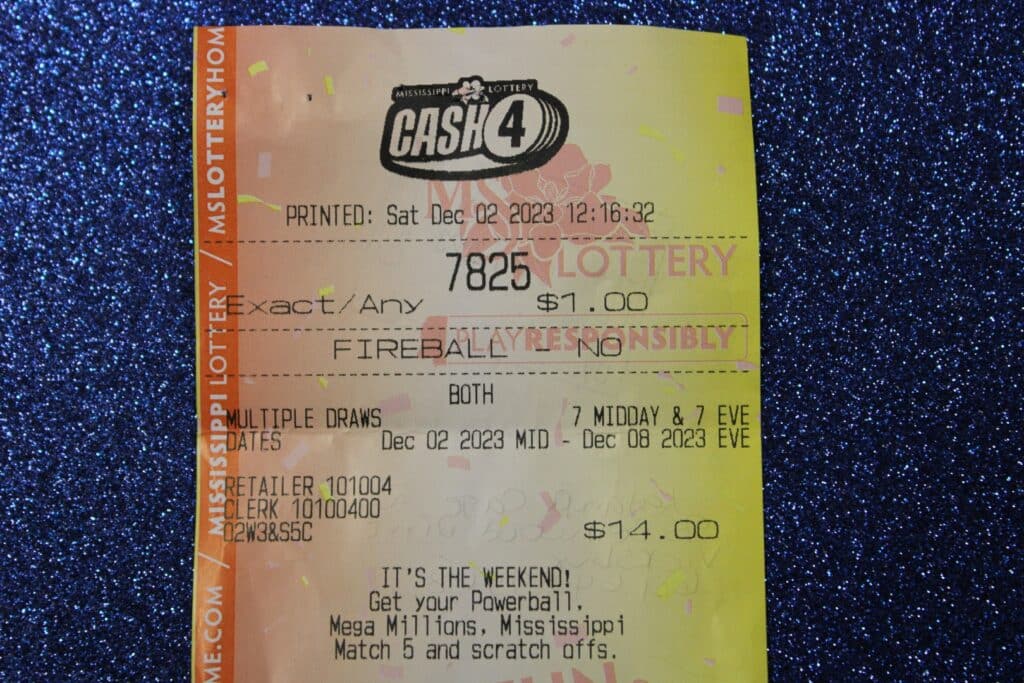 MISSISSIPPI LOTTERY
CASH 4
PRINTED: Sat Dec 02 2023 12:16:32
7825
Exact/Any $1.00
FIREBALL - NO
BOTH
MULTIPLE DRAWS 7 MIDDAY & 7 EVE
DATES Dec 02 2023 MID - Dec 08 2023 EVE
RETAILER 101004
CLERK 10100400
02W3&S5C $14.00
IT'S THE WEEKEND!
Get your Powerball,
Mega Millions, Mississippi
Match 5 and scratch offs.
MS LOTTERY
PLAY RESPONSIBLY
ME.COM / MISSISSIPPI LOTTERY / MSLOTTERYHOM